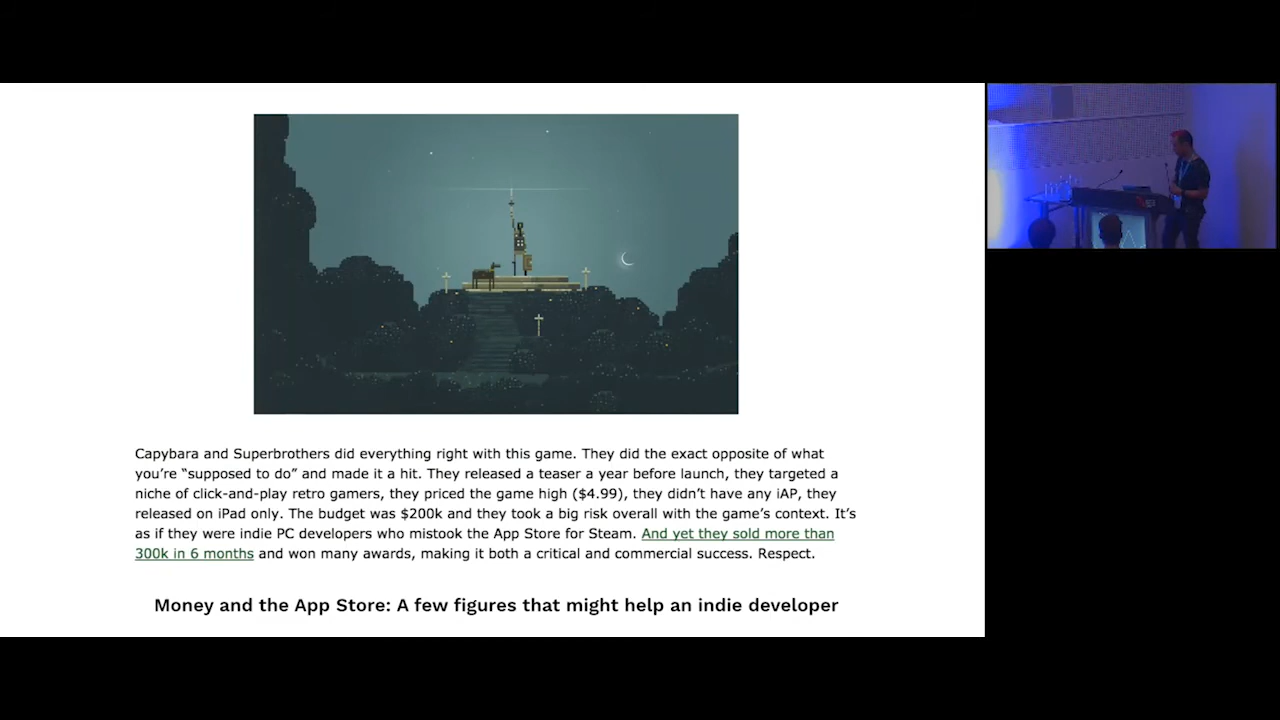 Capybara and Superbrothers did everything right with this game. They did the exact opposite of what
you're “supposed to do” and made it a hit. They released a teaser a year before launch, they targeted a
niche of click-and-play retro gamers, they priced the game high ($4.99), they didn't have any iAP, they
released on iPad only. The budget was $200k and they took a big risk overall with the game's context. It's
as if they were indie PC developers who mistook the App Store for Steam. And yet they sold more than
300k in 6 months and won many awards, making it both a critical and commercial success. Respect.
Money and the App Store: A few figures that might help an indie developer